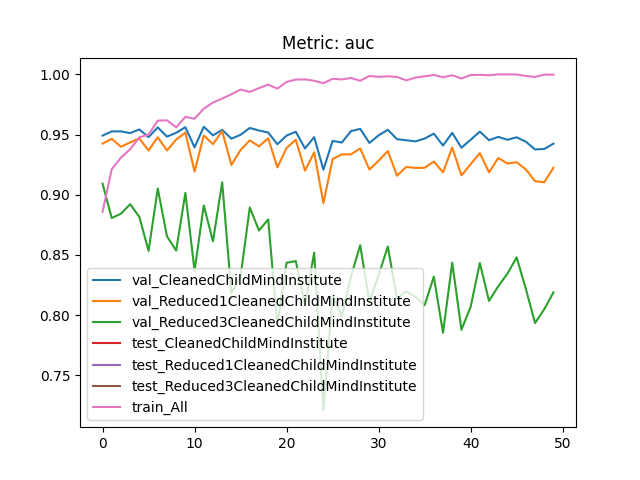 Metric: auc
1.00
0.95
0.90
0.85
0.80
0.75
val_CleanedChildMindInstitute
val_Reduced1CleanedChildMindInstitute
val_Reduced3CleanedChildMindInstitute
test_CleanedChildMindInstitute
test_Reduced1CleanedChildMindInstitute
test_Reduced3CleanedChildMindInstitute
train_All
0 10 20 30 40 50